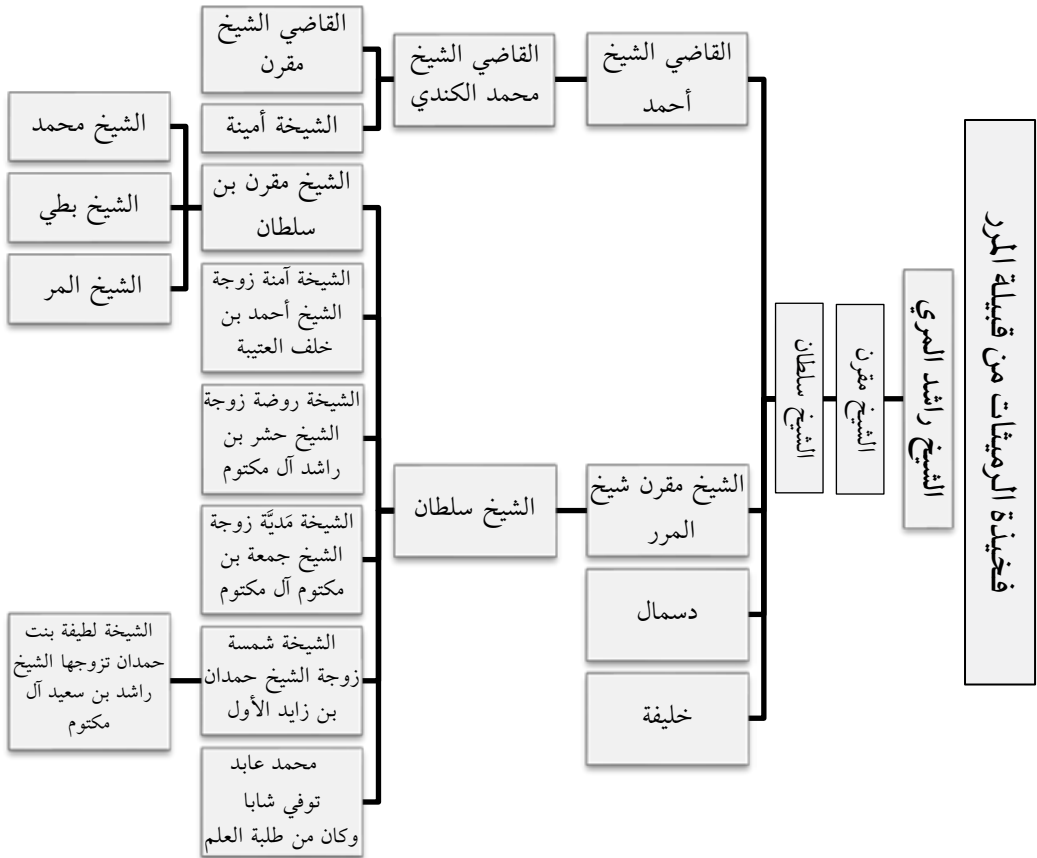 فخيذة الرميثات من قبيلة المرر
الشيخ راشد المري
الشيخ مقرن
الشيخ سلطان
القاضي الشيخ
أحمد
القاضي الشيخ
محمد الكندي
القاضي الشيخ
مقرن
الشيخة أمينة
الشيخ مقرن شيخ
المرر
الشيخ سلطان
الشيخ مقرن بن
سلطان
الشيخ محمد
الشيخ بطي
الشيخ المر
الشيخة آمنة زوجة
الشيخ أحمد بن
خلف العتيبة
الشيخة روضة زوجة
الشيخ حشر بن
راشد آل مكتوم
الشيخة مَديَّة زوجة
الشيخ جمعة بن
مكتوم آل مكتوم
الشيخة شمسة
زوجة الشيخ حمدان
بن زايد الأول
الشيخة لطيفة بنت
حمدان تزوجها الشيخ
راشد بن سعيد آل
مكتوم
محمد عابد
توفي شابا
وكان من طلبة العلم
دسمال
خليفة